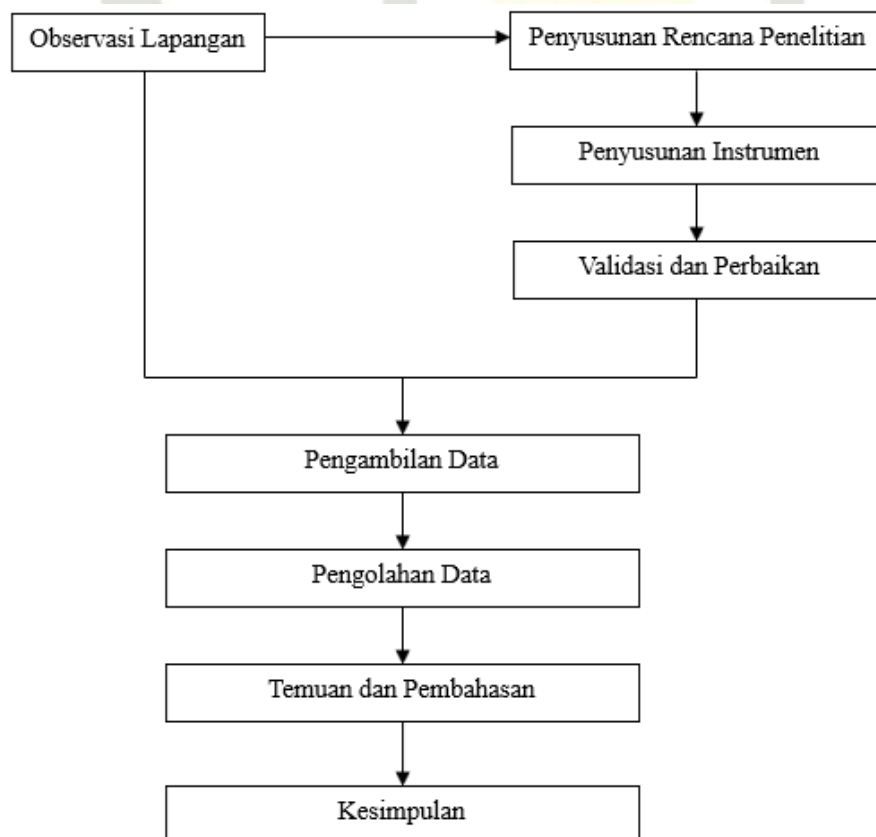 Observasi Lapangan
Penyusunan Rencana Penelitian
Penyusunan Instrumen
Validasi dan Perbaikan
Pengambilan Data
Pengolahan Data
Temuan dan Pembahasan
Kesimpulan